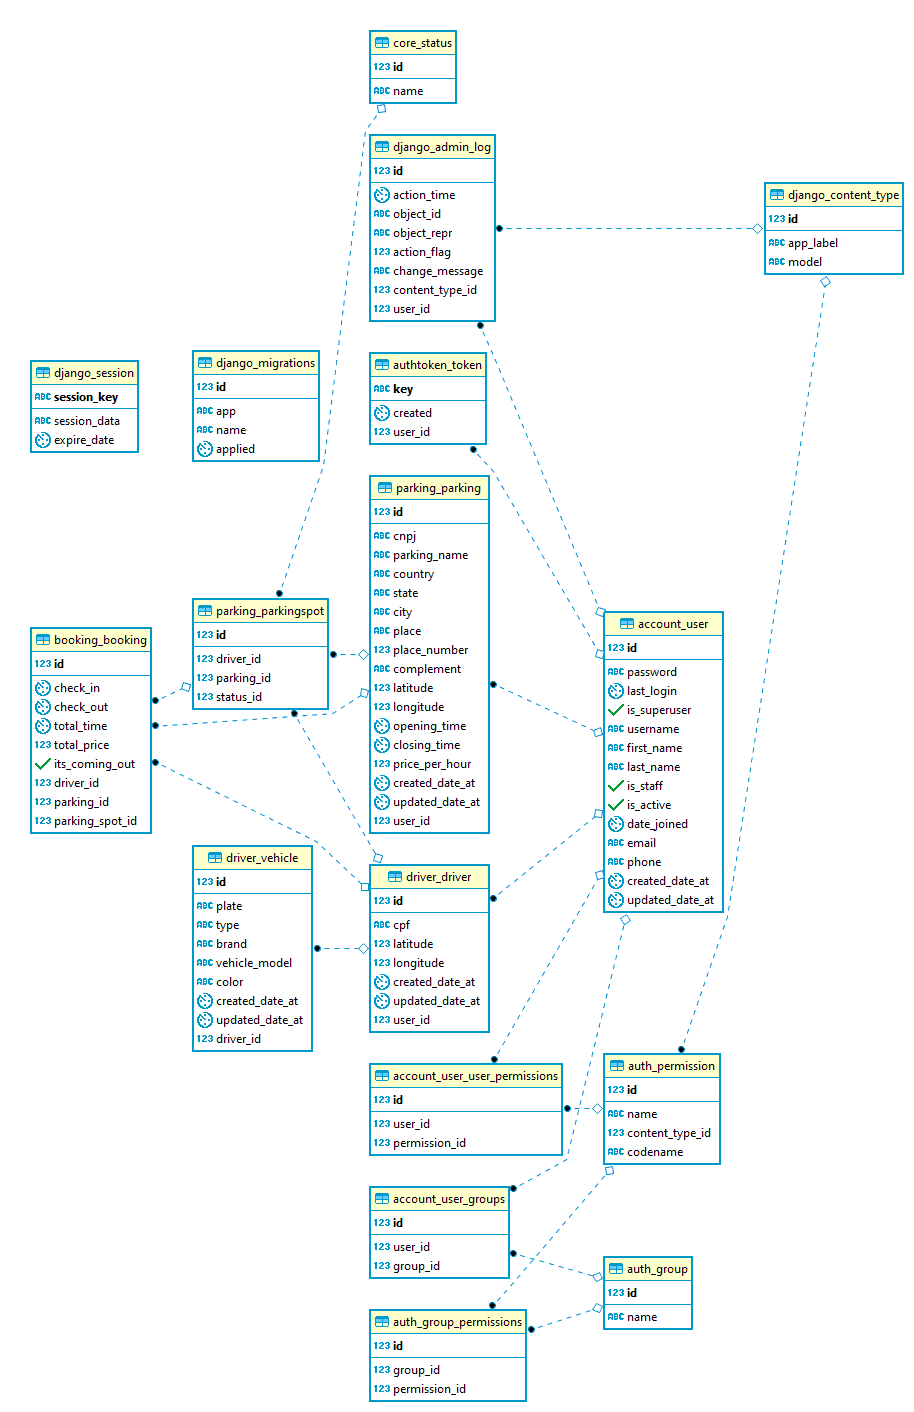 core_status
123 id
ABC name
django_admin_log
123 id
action_time
ABC object_id
ABC object_repr
123 action_flag
ABC change_message
123 content_type_id
123 user_id
django_content_type
123 id
ABC app_label
ABC model
django_session
ABC session_key
ABC session_data
expire_date
django_migrations
123 id
ABC app
ABC name
applied
authtoken_token
ABC key
created
123 user_id
parking_parking
123 id
ABC cnpj
ABC parking_name
ABC country
ABC state
ABC city
ABC place
123 place_number
ABC complement
123 latitude
123 longitude
opening_time
closing_time
123 price_per_hour
created_date_at
updated_date_at
123 user_id
parking_parkingspot
123 id
123 driver_id
123 parking_id
123 status_id
booking_booking
123 id
check_in
check_out
total_time
123 total_price
its_coming_out
123 driver_id
123 parking_id
123 parking_spot_id
account_user
123 id
ABC password
last_login
is_superuser
ABC username
ABC first_name
ABC last_name
is_staff
is_active
date_joined
ABC email
ABC phone
created_date_at
updated_date_at
driver_vehicle
123 id
ABC plate
ABC type
ABC brand
ABC vehicle_model
ABC color
created_date_at
updated_date_at
123 driver_id
driver_driver
123 id
ABC cpf
123 latitude
123 longitude
created_date_at
updated_date_at
123 user_id
account_user_user_permissions
123 id
123 user_id
123 permission_id
auth_permission
123 id
ABC name
123 content_type_id
ABC codename
account_user_groups
123 id
123 user_id
123 group_id
auth_group
123 id
ABC name
auth_group_permissions
123 id
123 group_id
123 permission_id